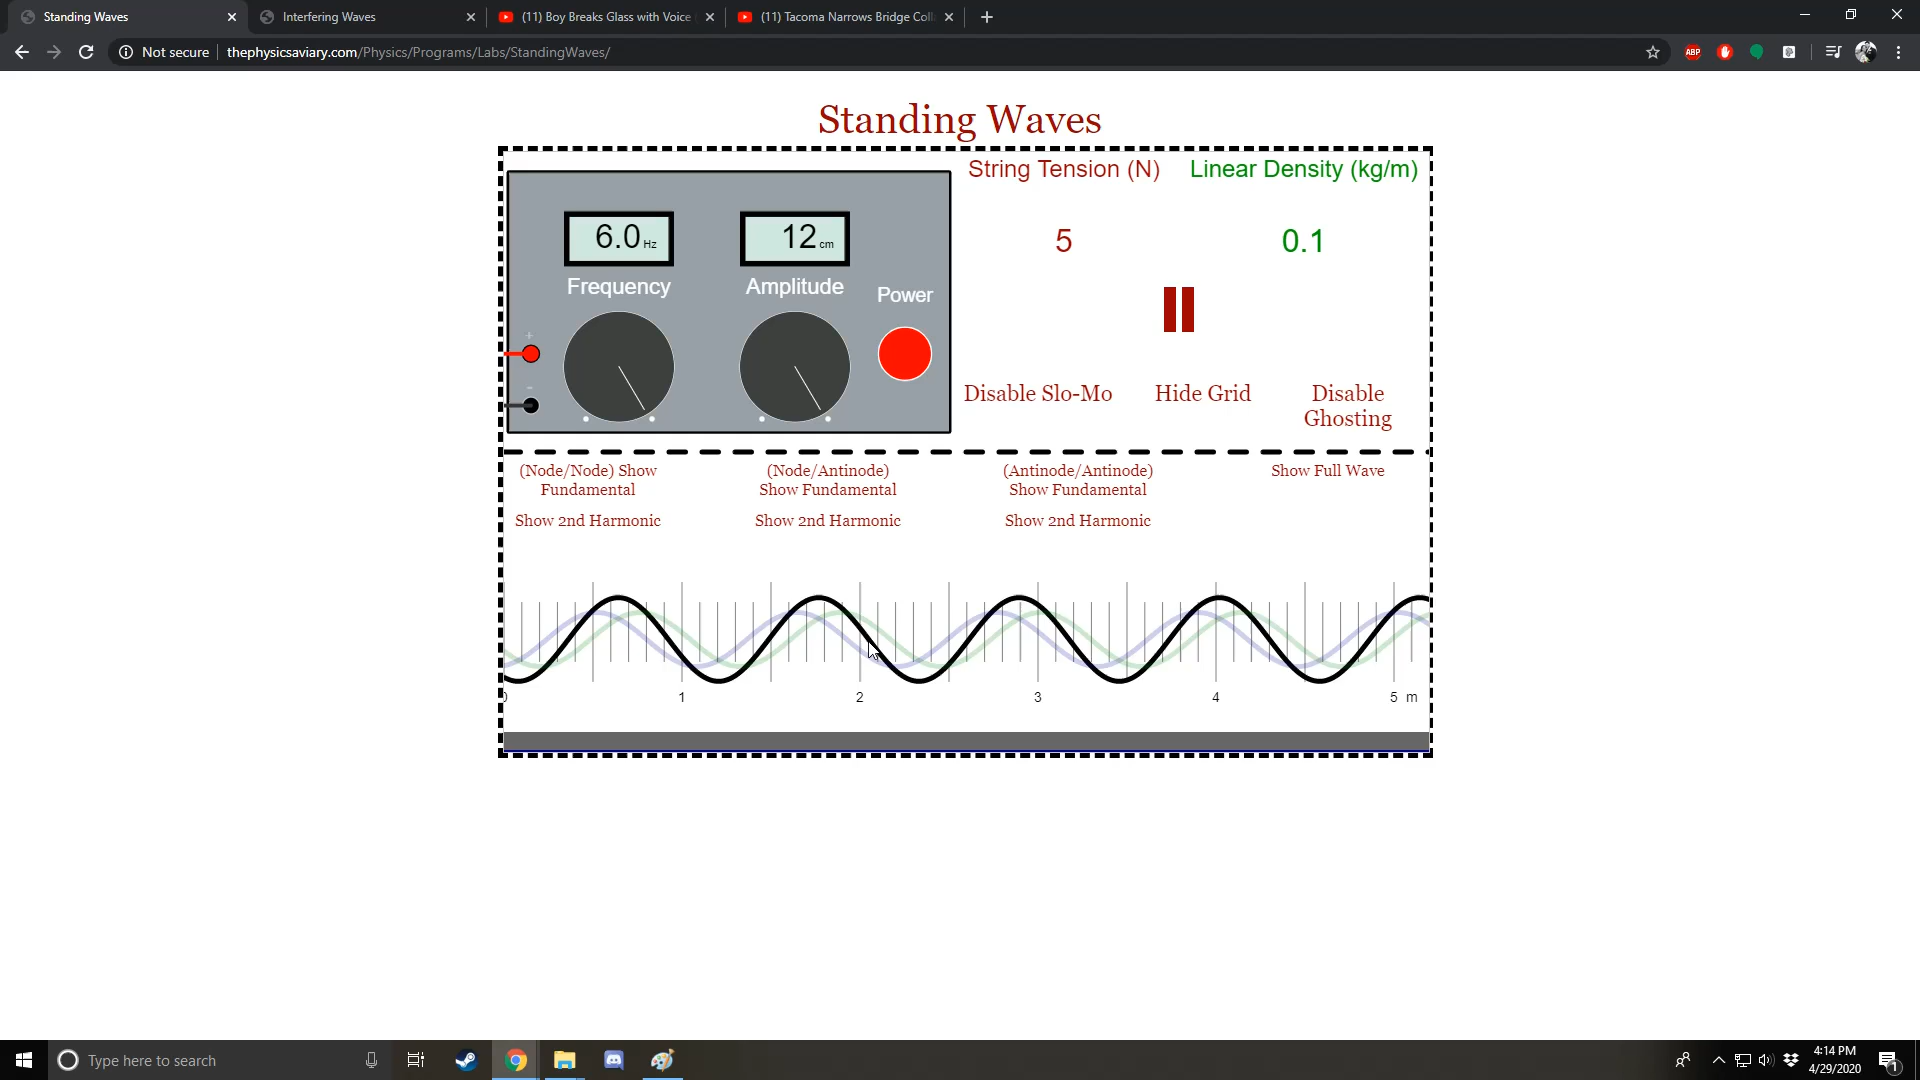 Standing Waves
Interfering Waves
(11) Boy Breaks Glass with Voice
(11) Tacoma Narrows Bridge Coll
Not secure
thephysicsaviary.com/Physics/Programs/Labs/StandingWaves/
ABP
Standing Waves
String Tension (N)
Linear Density (kg/m)
6.0 Hz
12 cm
5
0.1
Frequency
Amplitude
Power
+
-
Disable Slo-Mo
Hide Grid
Disable
Ghosting
(Node/Node) Show
Fundamental
(Node/Antinode)
Show Fundamental
(Antinode/Antinode)
Show Fundamental
Show Full Wave
Show 2nd Harmonic
Show 2nd Harmonic
Show 2nd Harmonic
0 1 2 3 4 5 m
Type here to search
4:14 PM
4/29/2020
1